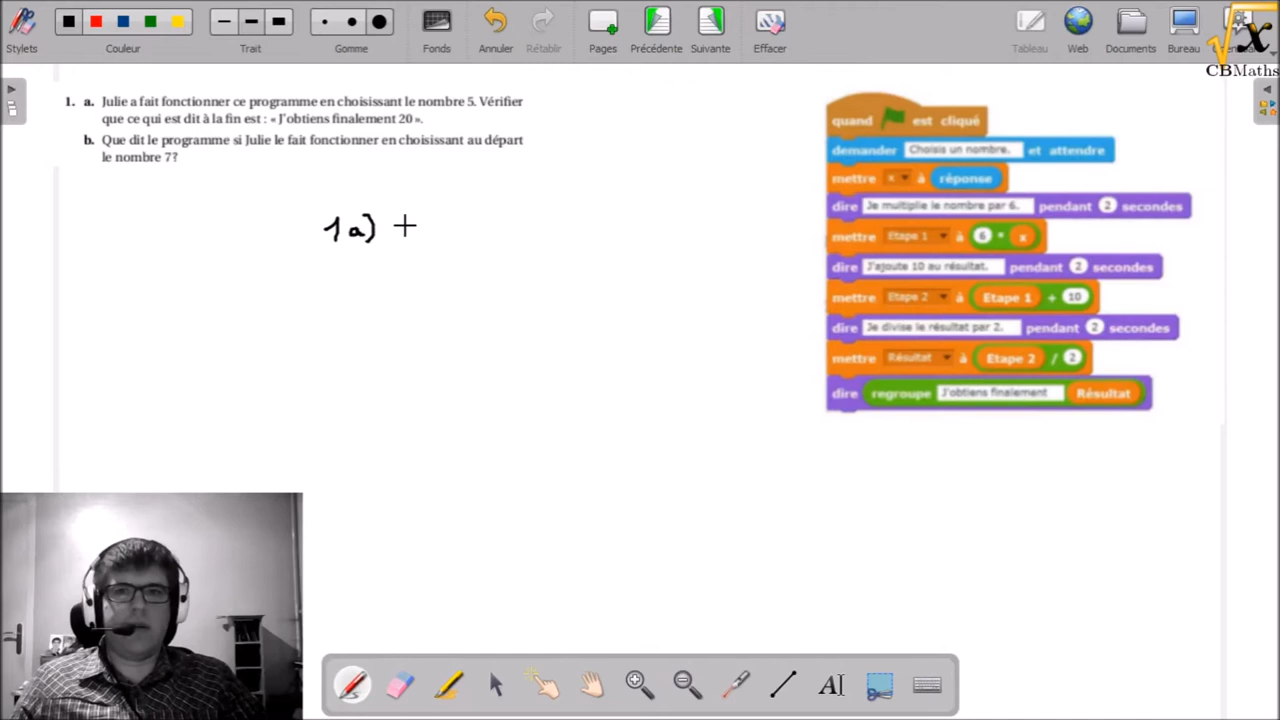 Stylets Couleur Trait Gomme Fonds Annuler Rétablir Pages Précédente Suivante Effacer Tableau Web Documents Bureau
√x
CBMaths
1. a. Julie a fait fonctionner ce programme en choisissant le nombre 5. Vérifier
que ce qui est dit à la fin est : « J'obtiens finalement 20 ».
b. Que dit le programme si Julie le fait fonctionner en choisissant au départ
le nombre 7?
1a)
quand est cliqué
demander Choisis un nombre. et attendre
mettre x à réponse
dire Je multiplie le nombre par 6. pendant 2 secondes
mettre Etape 1 à 6 * x
dire J'ajoute 10 au résultat. pendant 2 secondes
mettre Etape 2 à Etape 1 + 10
dire Je divise le résultat par 2. pendant 2 secondes
mettre Résultat à Etape 2 / 2
dire regroupe J'obtiens finalement Résultat
AI